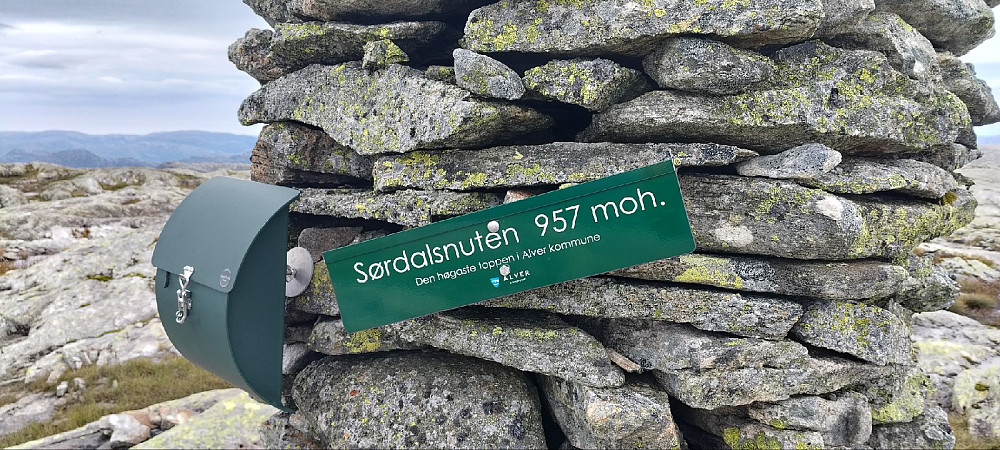 Sørdalsnuten 957 moh.
Den høgaste toppen i Alver kommune
ALVER